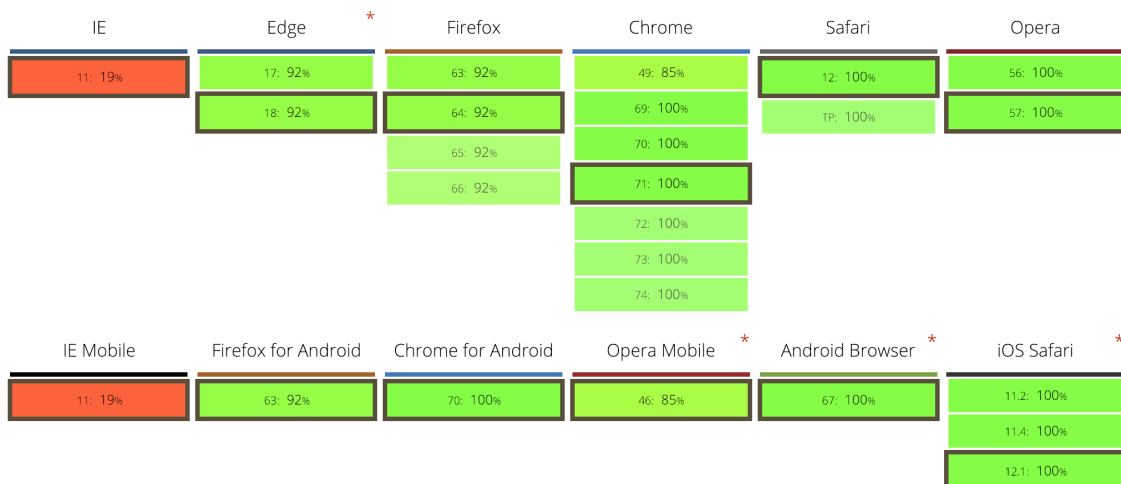 IE Edge * Firefox Chrome Safari Opera
11: 19% 17: 92% 63: 92% 49: 85% 12: 100% 56: 100%
18: 92% 64: 92% 69: 100% TP: 100% 57: 100%
65: 92% 70: 100%
66: 92% 71: 100%
72: 100%
73: 100%
74: 100%
IE Mobile Firefox for Android Chrome for Android Opera Mobile * Android Browser * iOS Safari *
11: 19% 63: 92% 70: 100% 46: 85% 67: 100% 11.2: 100%
11.4: 100%
12.1: 100%